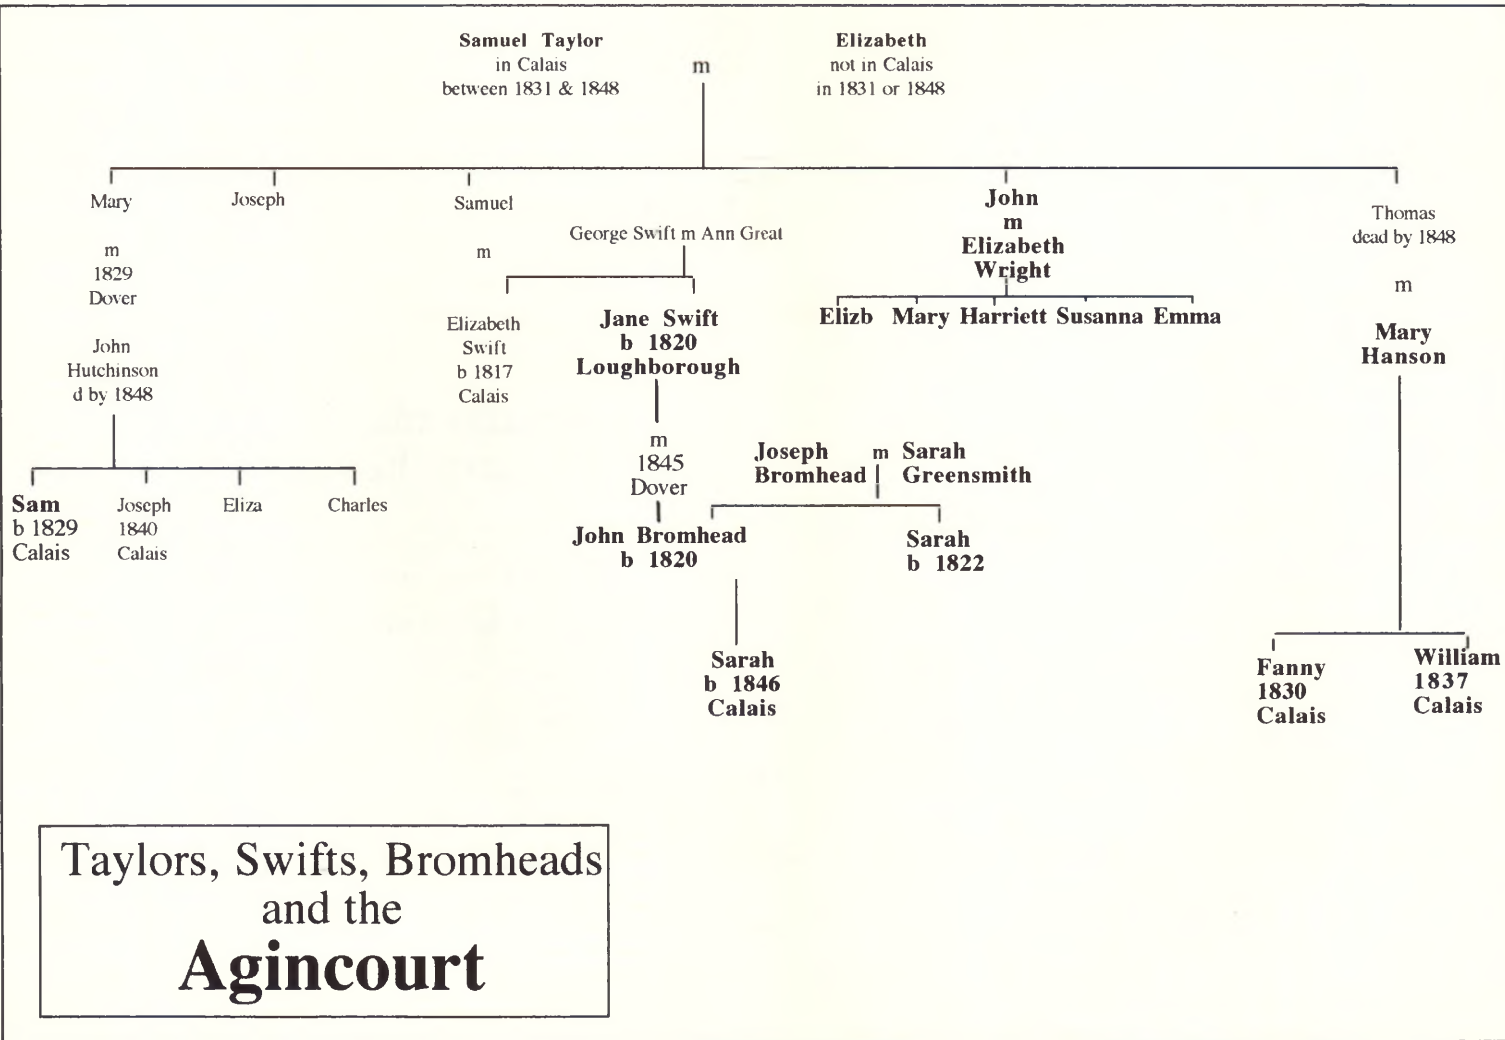 Samuel Taylor
in Calais
between 1831 & 1848
m
Elizabeth
not in Calais
in 1831 or 1848
Mary
m
1829
Dover
John
Hutchinson
d by 1848
Joseph
Samuel
m
Elizabeth
Swift
b 1817
Calais
George Swift m Ann Great
Jane Swift
b 1820
Loughborough
m
1845
Dover
John Bromhead
b 1820
John
m
Elizabeth
Wright
Elizb Mary Harriett Susanna Emma
Thomas
dead by 1848
m
Mary
Hanson
Joseph m Sarah
Bromhead Greensmith
Sarah
b 1822
Sam
b 1829
Calais
Joseph
1840
Calais
Eliza
Charles
Sarah
b 1846
Calais
Fanny
1830
Calais
William
1837
Calais
Taylors, Swifts, Bromheads
and the
Agincourt